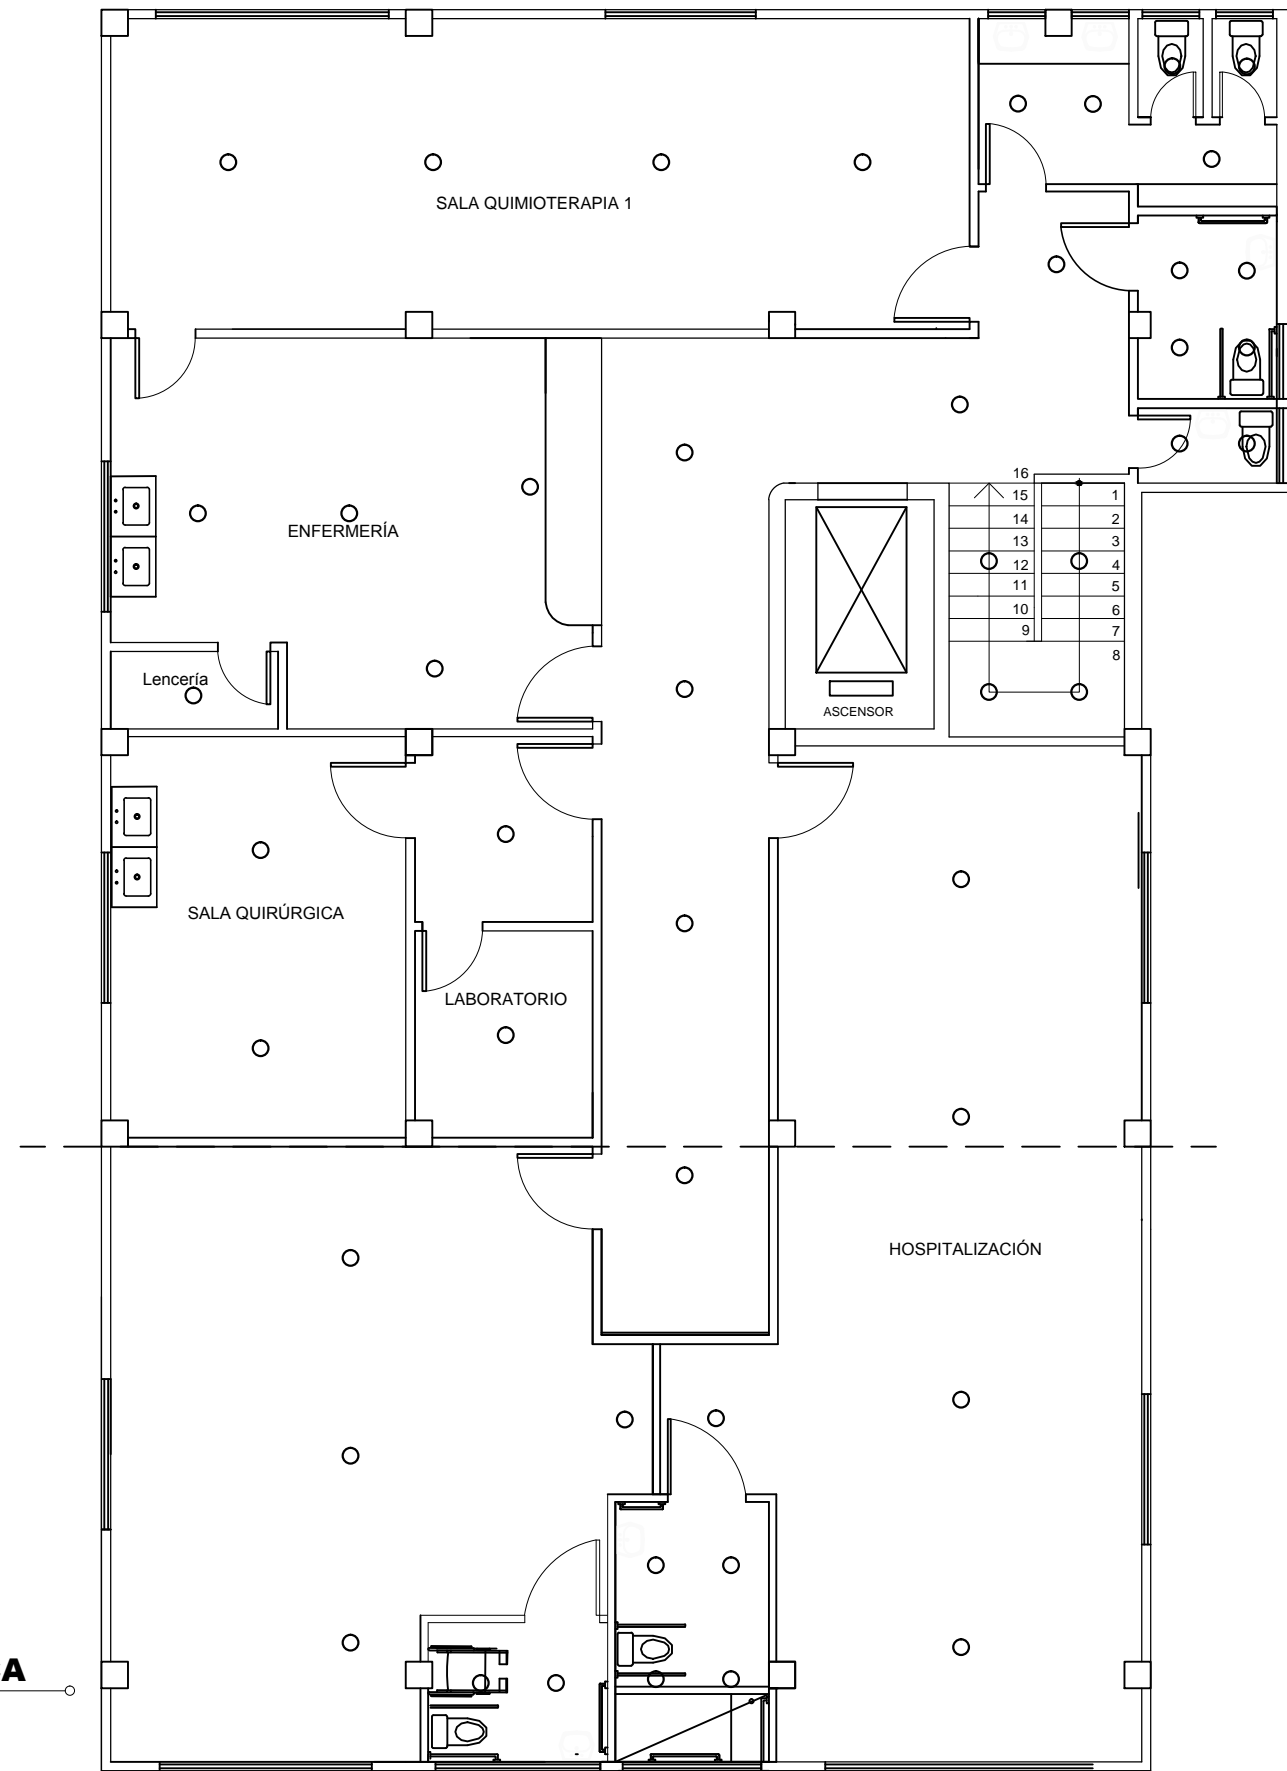 SALA QUIMIOTERAPIA 1
ENFERMERÍA
16
15
1
14
2
13
3
12
4
11
5
10
6
9
7
8
Lencería
ASCENSOR
SALA QUIRÚRGICA
LABORATORIO
HOSPITALIZACIÓN
A